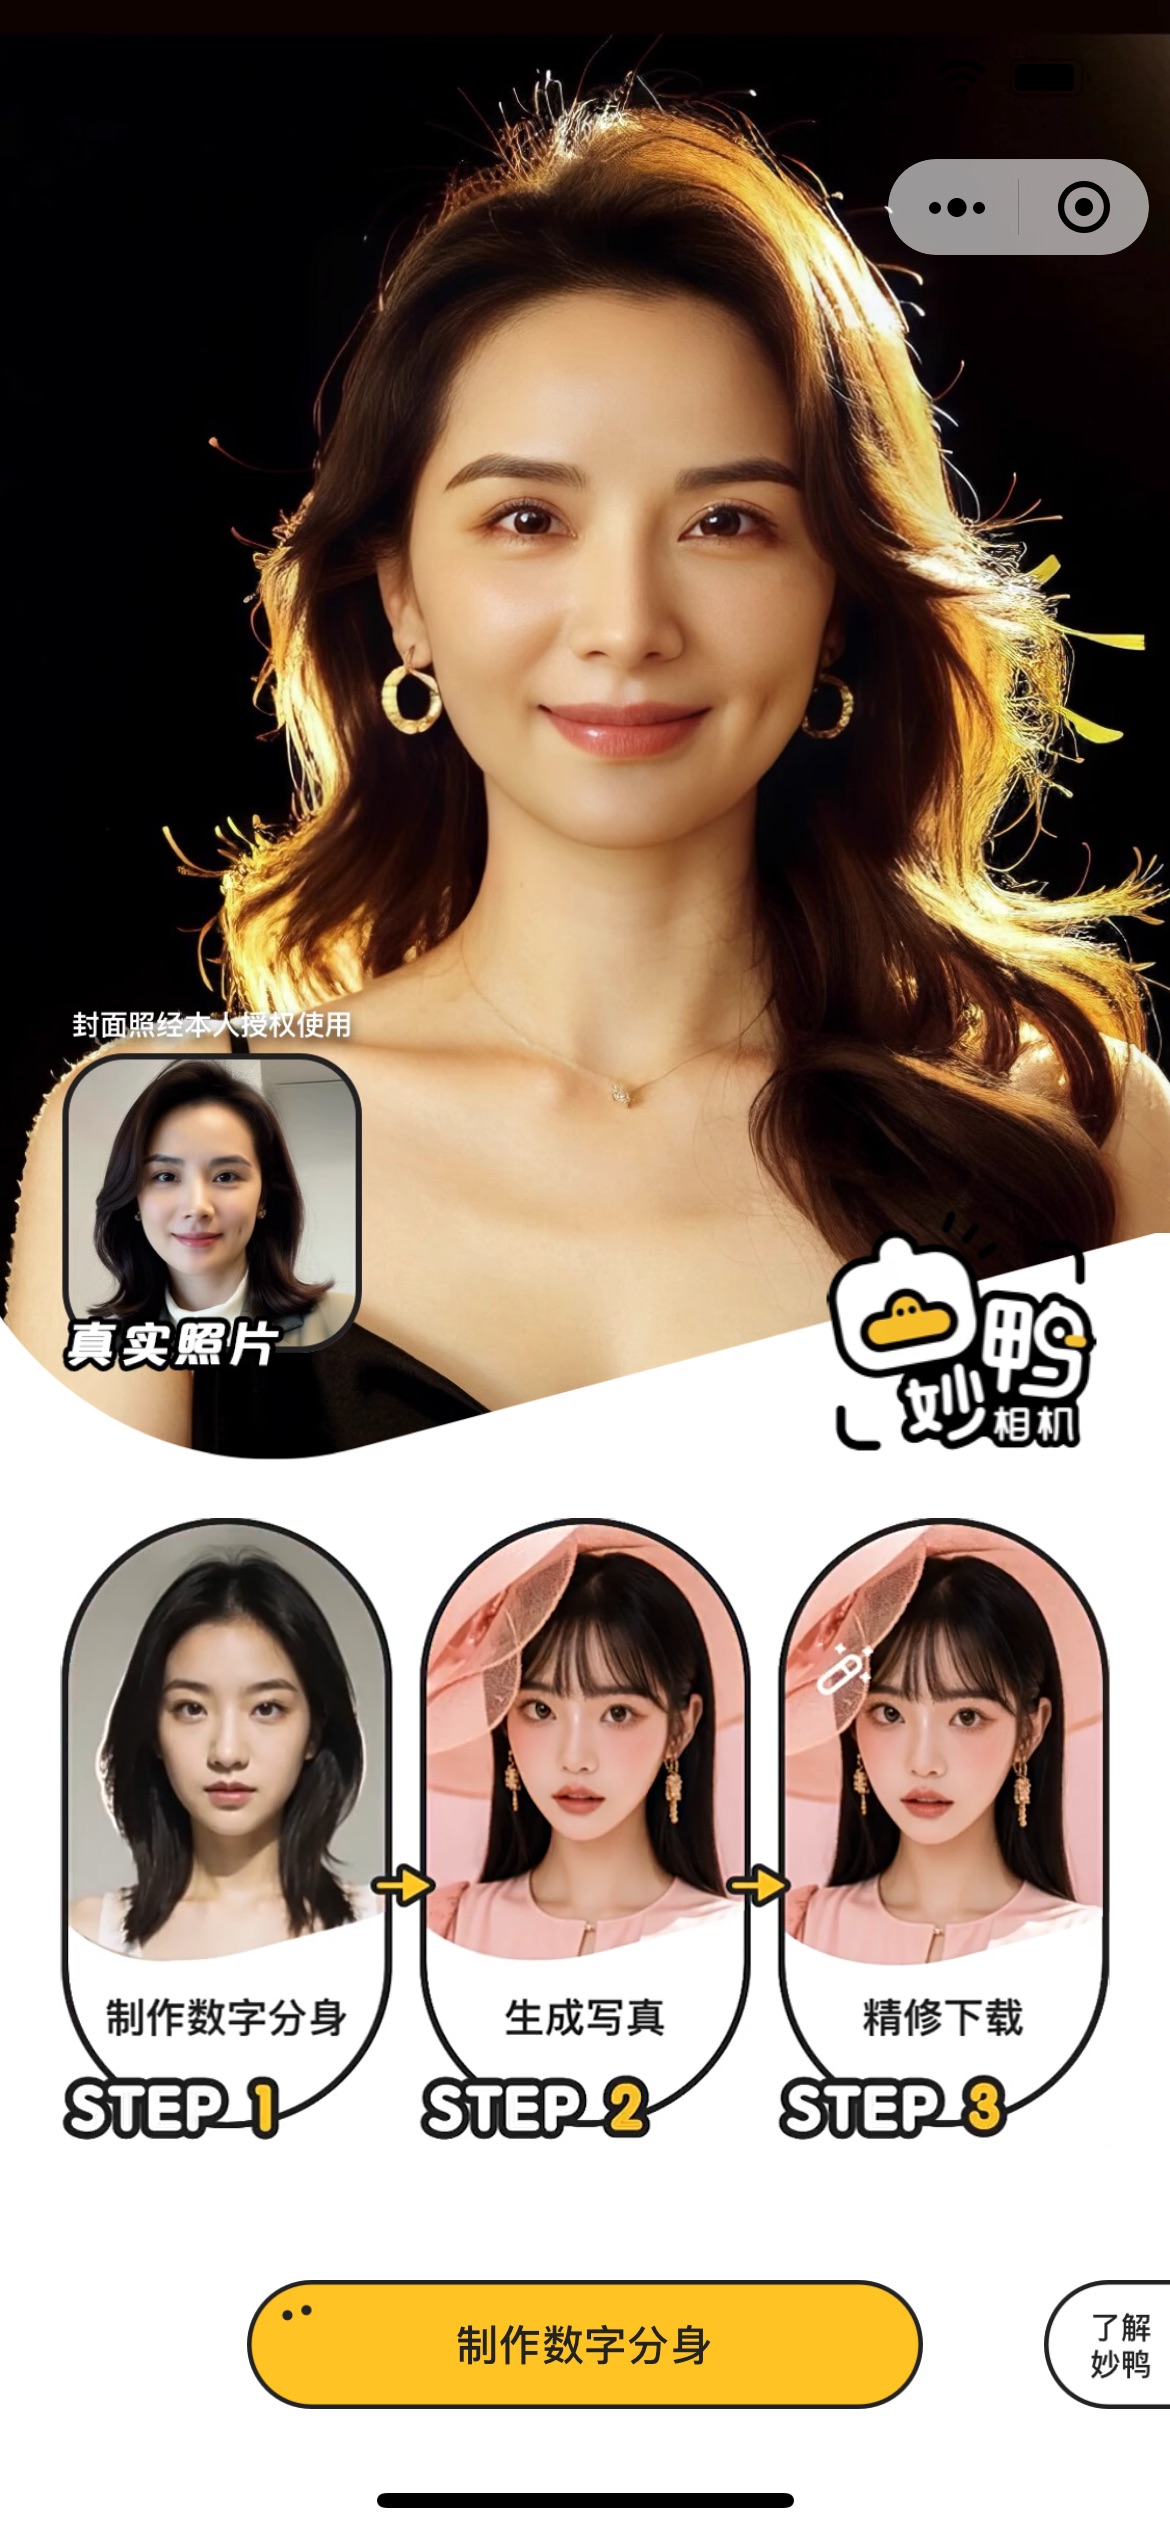 封面照经本人授权使用
真实照片
妙鸭
相机
制作数字分身
STEP 1
生成写真
STEP 2
精修下载
STEP 3
制作数字分身
了解
妙鸭